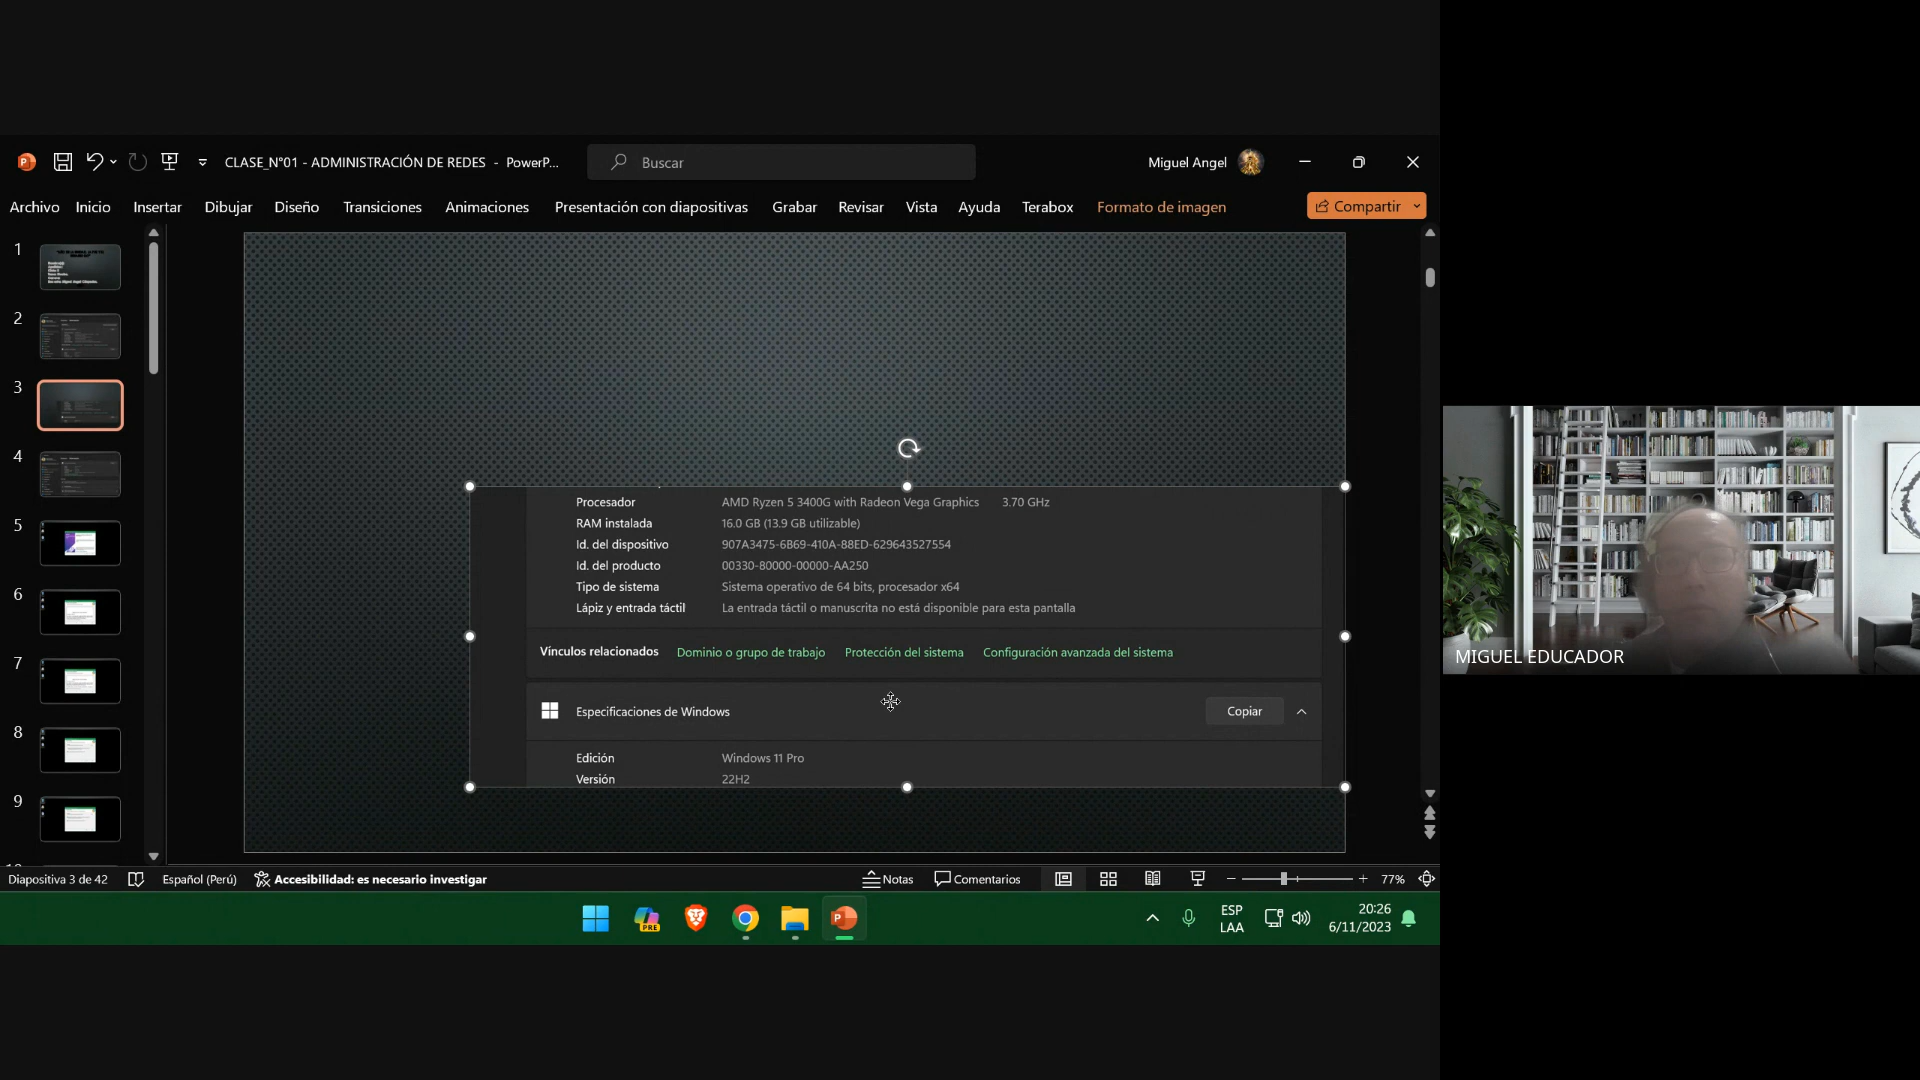 CLASE_N°01 - ADMINISTRACIÓN DE REDES - PowerP...
Buscar
Miguel Angel
Archivo Inicio Insertar Dibujar Diseño Transiciones Animaciones Presentación con diapositivas Grabar Revisar Vista Ayuda Terabox Formato de imagen Compartir
1
2
3
4
5
6
7
8
9
Procesador AMD Ryzen 5 3400G with Radeon Vega Graphics 3.70 GHz
RAM instalada 16.0 GB (13.9 GB utilizable)
Id. del dispositivo 907A3475-6B69-410A-88ED-629643527554
Id. del producto 00330-80000-00000-AA250
Tipo de sistema Sistema operativo de 64 bits, procesador x64
Lápiz y entrada táctil La entrada táctil o manuscrita no está disponible para esta pantalla
Vínculos relacionados Dominio o grupo de trabajo Protección del sistema Configuración avanzada del sistema
Especificaciones de Windows Copiar
Edición Windows 11 Pro
Versión 22H2
MIGUEL EDUCADOR
Diapositiva 3 de 42 Español (Perú) Accesibilidad: es necesario investigar Notas Comentarios 77%
PRE
ESP
LAA
20:26
6/11/2023